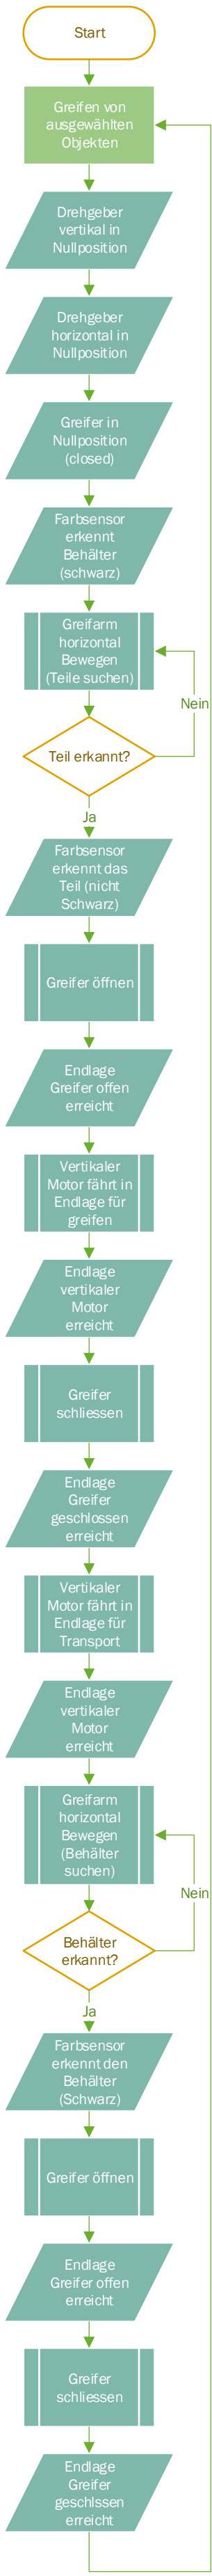 Start
Greifen von
ausgewählten
Objekten
Drehgeber
vertikal in
Nullposition
Drehgeber
horizontal in
Nullposition
Greifer in
Nullposition
(closed)
Farbsensor
erkennt
Behälter
(schwarz)
Greifarm
horizontal
Bewegen
(Teile suchen)
Nein
Teil erkannt?
Ja
Farbsensor
erkennt das
Teil (nicht
Schwarz)
Greifer öffnen
Endlage
Greifer offen
erreicht
Vertikaler
Motor fährt in
Endlage für
greifen
Endlage
vertikaler
Motor
erreicht
Greifer
schliessen
Endlage
Greifer
geschlossen
erreicht
Vertikaler
Motor fährt in
Endlage für
Transport
Endlage
vertikaler
Motor
erreicht
Greifarm
horizontal
Bewegen
(Behälter
suchen)
Nein
Behälter
erkannt?
Ja
Farbsensor
erkennt den
Behälter
(Schwarz)
Greifer öffnen
Endlage
Greifer offen
erreicht
Greifer
schliessen
Endlage
Greifer
geschlssen
erreicht